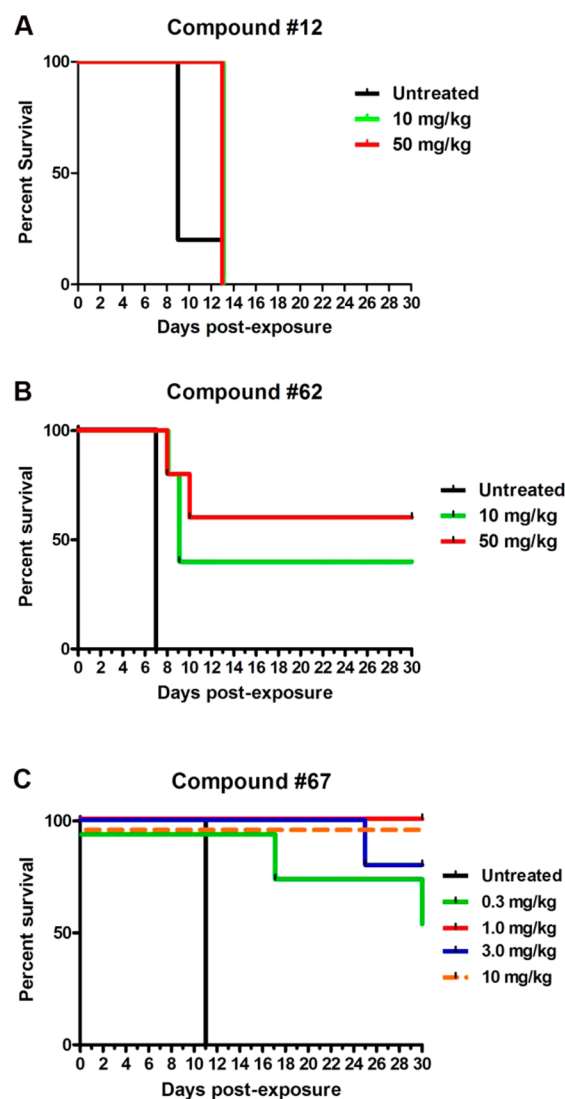 A
Compound #12
Percent Survival
100
50
0
0 2 4 6 8 10 12 14 16 18 20 22 24 26 28 30
Days post-exposure
Untreated
10 mg/kg
50 mg/kg
B
Compound #62
Percent survival
100
50
0
0 2 4 6 8 10 12 14 16 18 20 22 24 26 28 30
Days post-exposure
Untreated
10 mg/kg
50 mg/kg
C
Compound #67
Percent survival
100
50
0
0 2 4 6 8 10 12 14 16 18 20 22 24 26 28 30
Days post-exposure
Untreated
0.3 mg/kg
1.0 mg/kg
3.0 mg/kg
10 mg/kg